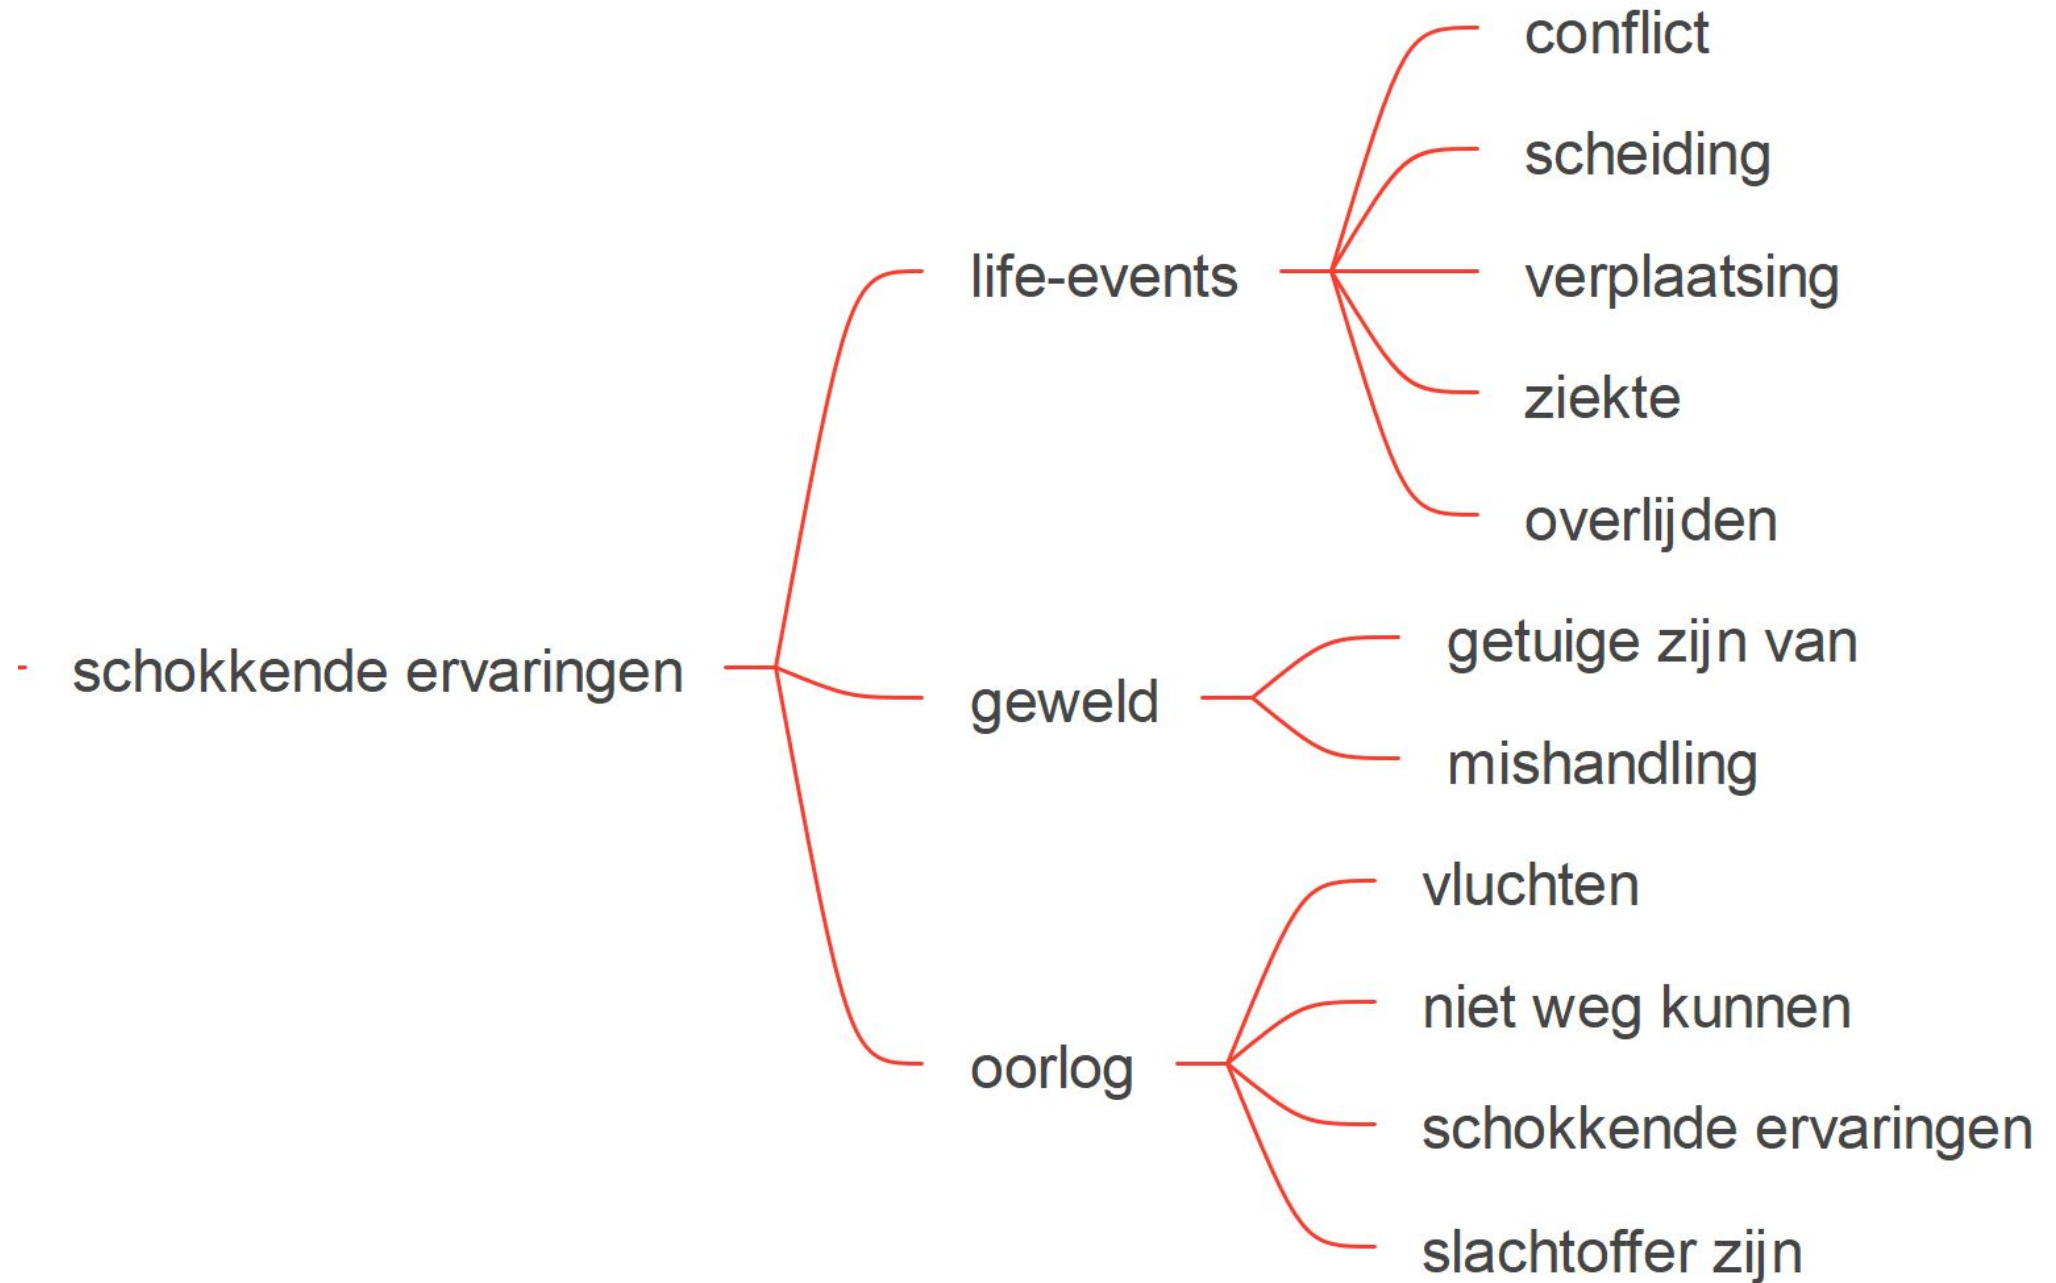 schokkende ervaringen
life-events
conflict
scheiding
verplaatsing
ziekte
overlijden
geweld
getuige zijn van
mishandling
oorlog
vluchten
niet weg kunnen
schokkende ervaringen
slachtoffer zijn